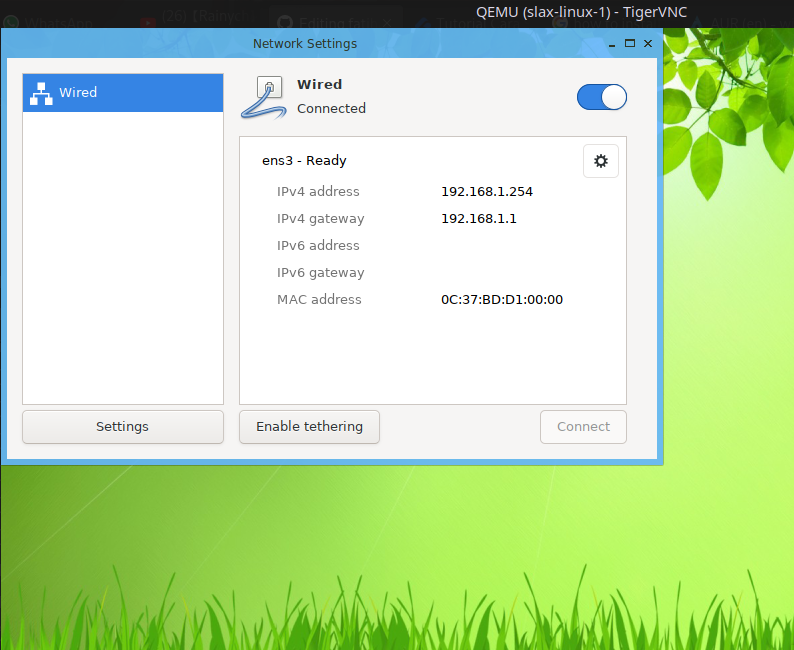 QEMU (slax-linux-1) - TigerVNC
WhatsApp
Network Settings
Wired
Wired
Connected
ens3 - Ready
IPv4 address 192.168.1.254
IPv4 gateway 192.168.1.1
IPv6 address
IPv6 gateway
MAC address 0C:37:BD:D1:00:00
Settings
Enable tethering
Connect